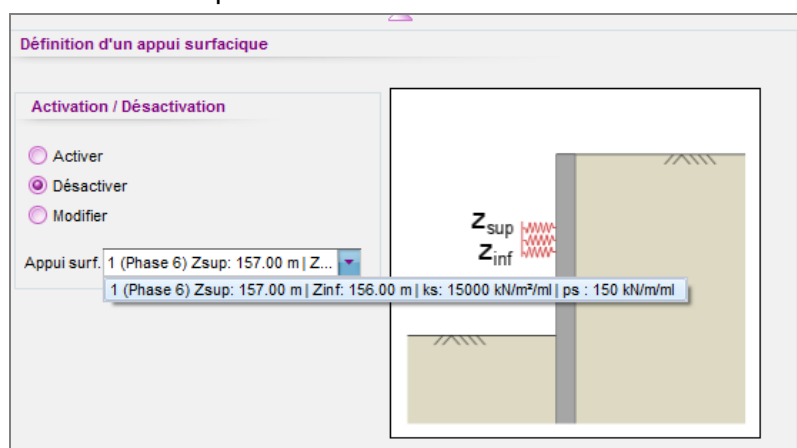 Définition d'un appui surfacique
Activation / Désactivation
Activer
Désactiver
Modifier
Appui surf. 1 (Phase 6) Zsup: 157.00 m | Z...
1 (Phase 6) Zsup: 157.00 m | Zinf: 156.00 m | ks: 15000 kN/m²/ml | ps : 150 kN/m/ml
Zsup
Zinf